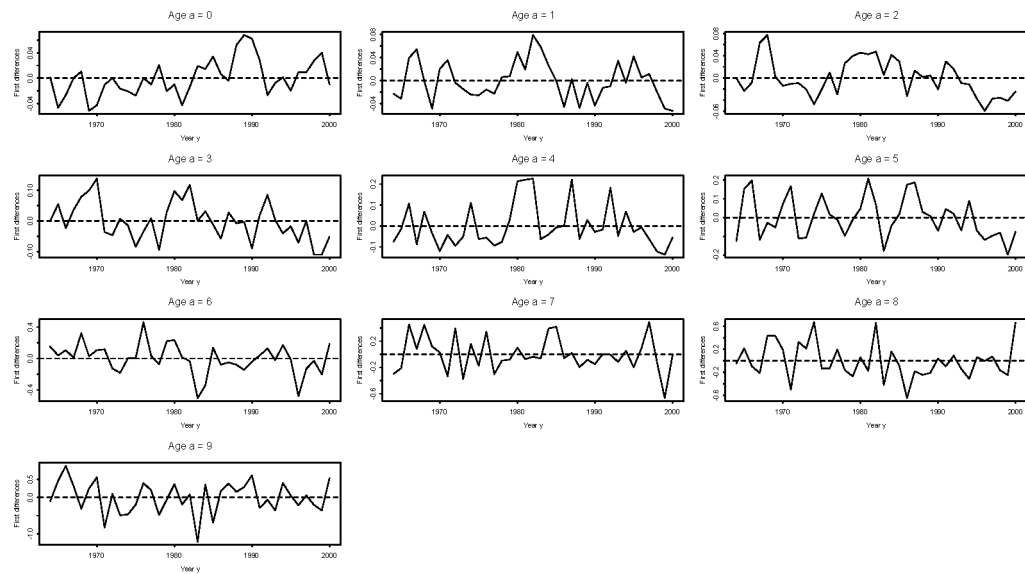 Age a = 0
First differences
-0.04 0.0 0.04
1970 1980 1990 2000
Year y
Age a = 1
First differences
-0.04 0.0 0.04 0.08
1970 1980 1990 2000
Year y
Age a = 2
First differences
-0.06 0.0 0.04
1970 1980 1990 2000
Year y
Age a = 3
First differences
-0.10 0.0 0.10
1970 1980 1990 2000
Year y
Age a = 4
First differences
-0.1 0.0 0.1 0.2
1970 1980 1990 2000
Year y
Age a = 5
First differences
-0.2 0.0 0.1 0.2
1970 1980 1990 2000
Year y
Age a = 6
First differences
-0.4 0.0 0.4
1970 1980 1990 2000
Year y
Age a = 7
First differences
-0.6 -0.2 0.2
1970 1980 1990 2000
Year y
Age a = 8
First differences
-0.6 -0.2 0.2 0.6
1970 1980 1990 2000
Year y
Age a = 9
First differences
-1.0 0.0 0.5
1970 1980 1990 2000
Year y